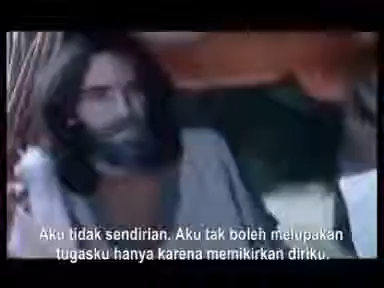 Aku tidak sendirian. Aku tak boleh melupakan
tugasku hanya karena memikirkan diriku.